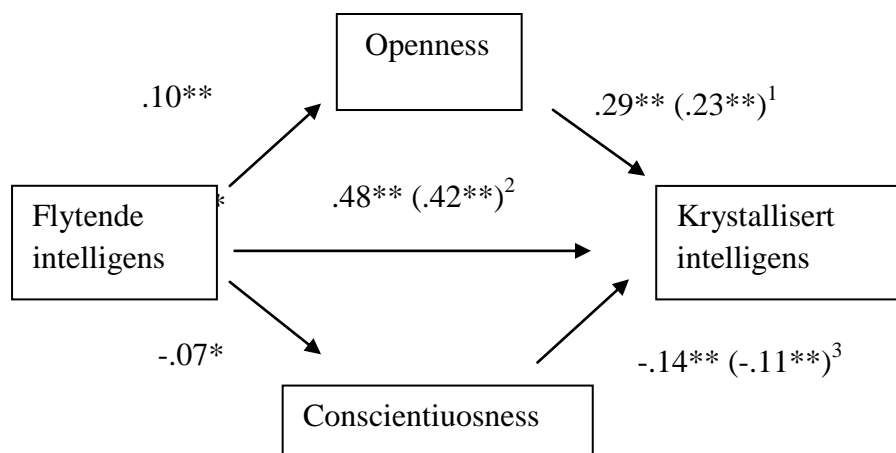 Openness
.10**
.29** (.23**)1
*
.48** (.42**)2
Flytende
intelligens
Krystallisert
intelligens
-.07*
-.14** (-.11**)3
Conscientiuosness